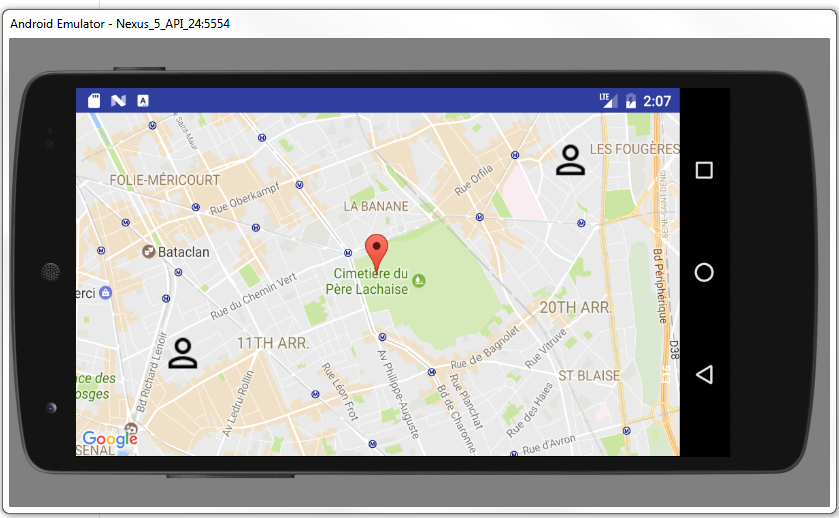 Android Emulator - Nexus_5_API_24:5554
LTE
2:07
Saint-Maur
LES FOUGÈRES
FOLIE-MÉRICOURT
Rue Orfila
Rue Oberkampf
LA BANANE
Bataclan
Cimetière du
Père Lachaise
Bd Périphérique
erci
Rue du Chemin Vert
20TH ARR.
11TH ARR.
Rue de Bagnolet
Rue Vitruve
D38
Bd Richard Lenoir
Av Ledru-Rollin
Rue Léon Frot
Av Philippe-Auguste
Bd de Charonne
Rue Planchat
Rue des Haies
ST BLAISE
ace des
osges
Google
SENAL
Rue d'Avron